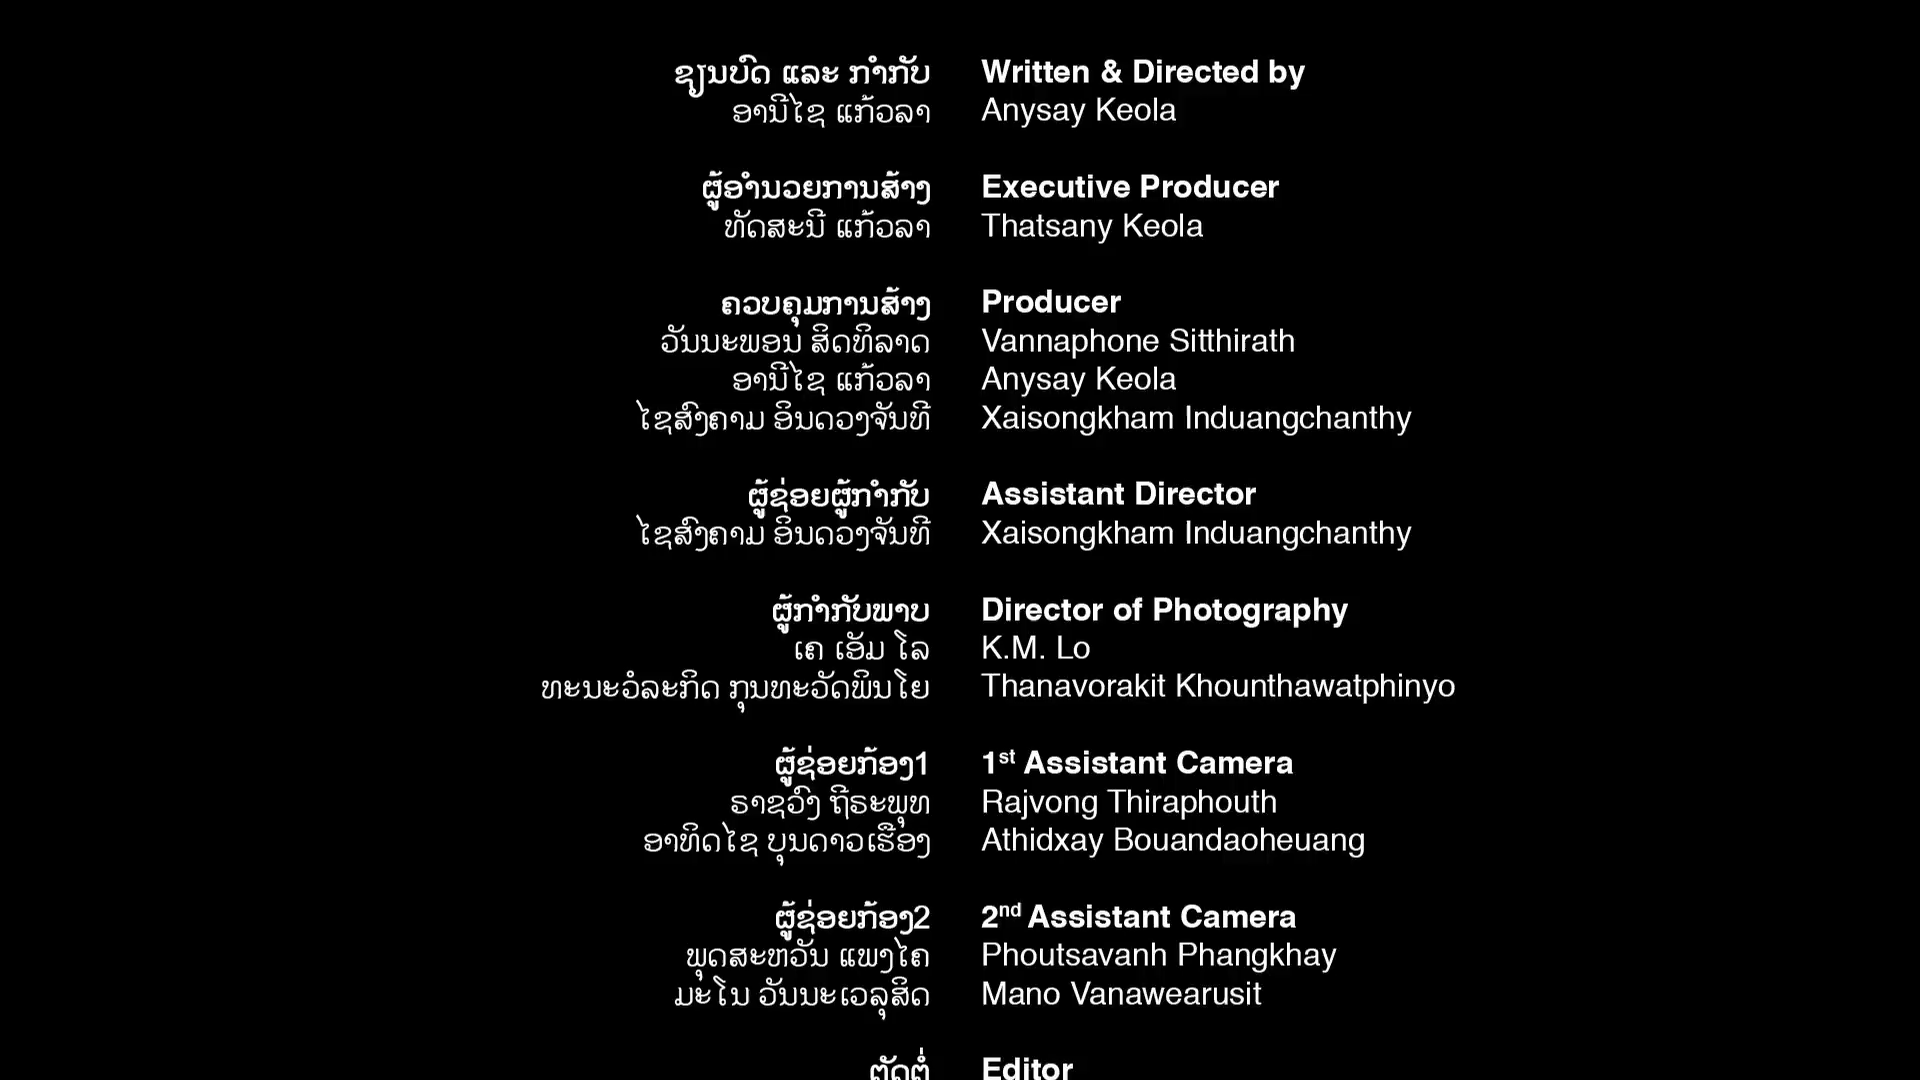 ຊຽນບົດ ແລະ ກຳກັບ Written & Directed by
ອານີໄຊ ແກ້ວລາ Anysay Keola
ຜູ້ອຳນວຍການສ້າງ Executive Producer
ທັດສະນີ ແກ້ວລາ Thatsany Keola
ຄວບຄຸມການສ້າງ Producer
ວັນນະພອນ ສິດທິລາດ Vannaphone Sitthirath
ອານີໄຊ ແກ້ວລາ Anysay Keola
ໄຊສົງຄາມ ອິນດວງຈັນທີ Xaisongkham Induangchanthy
ຜູ້ຊ່ອຍຜູ້ກຳກັບ Assistant Director
ໄຊສົງຄາມ ອິນດວງຈັນທີ Xaisongkham Induangchanthy
ຜູ້ກຳກັບພາບ Director of Photography
ເຄ ເອັມ ໂລ K.M. Lo
ທະນະວໍລະກິດ ກຸນທະວັດພິນໂຍ Thanavorakit Khounthawatphinyo
ຜູ້ຊ່ອຍກ້ອງ1 1st Assistant Camera
ຣາຊວົງ ຖີຣະພຸທ Rajvong Thiraphouth
ອາທິດໄຊ ບຸນດາວເຮືອງ Athidxay Bouandaoheuang
ຜູ້ຊ່ອຍກ້ອງ2 2nd Assistant Camera
ພຸດສະຫວັນ ແພງໄຄ Phoutsavanh Phangkhay
ມະໂນ ວັນນະເວລຸສິດ Mano Vanawearusit
ຕັດຕໍ່ Editor